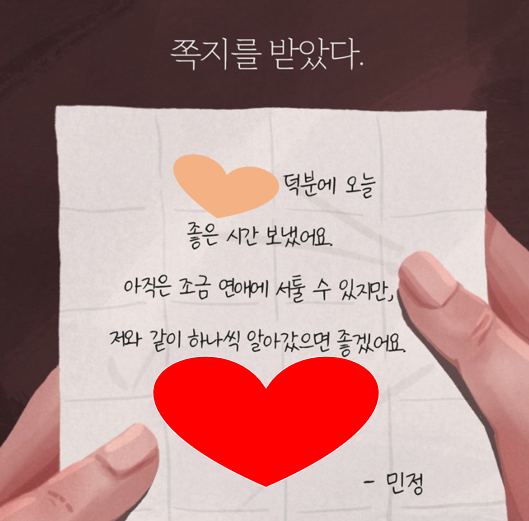 쪽지를 받았다.
덕분에 오늘
좋은 시간 보냈어요.
아직은 조금 연애에 서툴 수 있지만,
저와 같이 하나씩 알아갔으면 좋겠어요.
- 민정